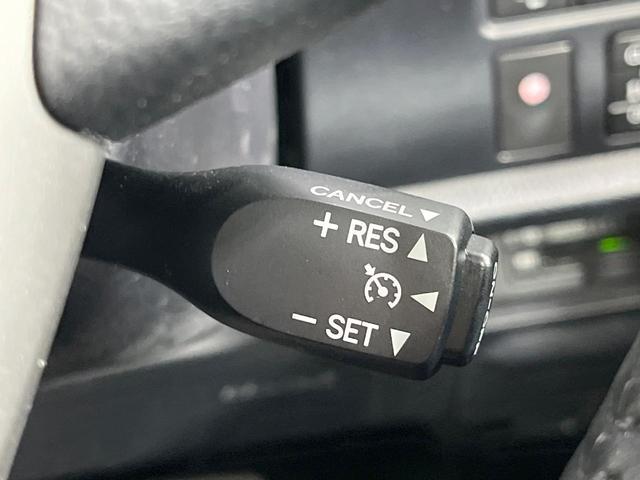 CANCEL ▼
+ RES ▲
◀
− SET ▼